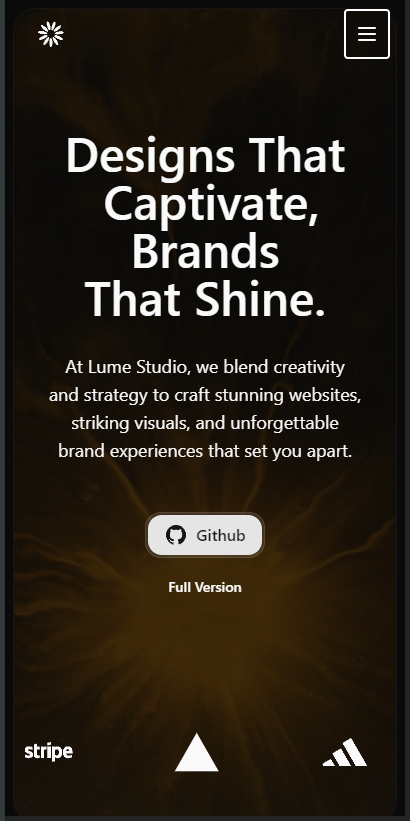 Designs That
Captivate,
Brands
That Shine.
At Lume Studio, we blend creativity
and strategy to craft stunning websites,
striking visuals, and unforgettable
brand experiences that set you apart.
Github
Full Version
stripe